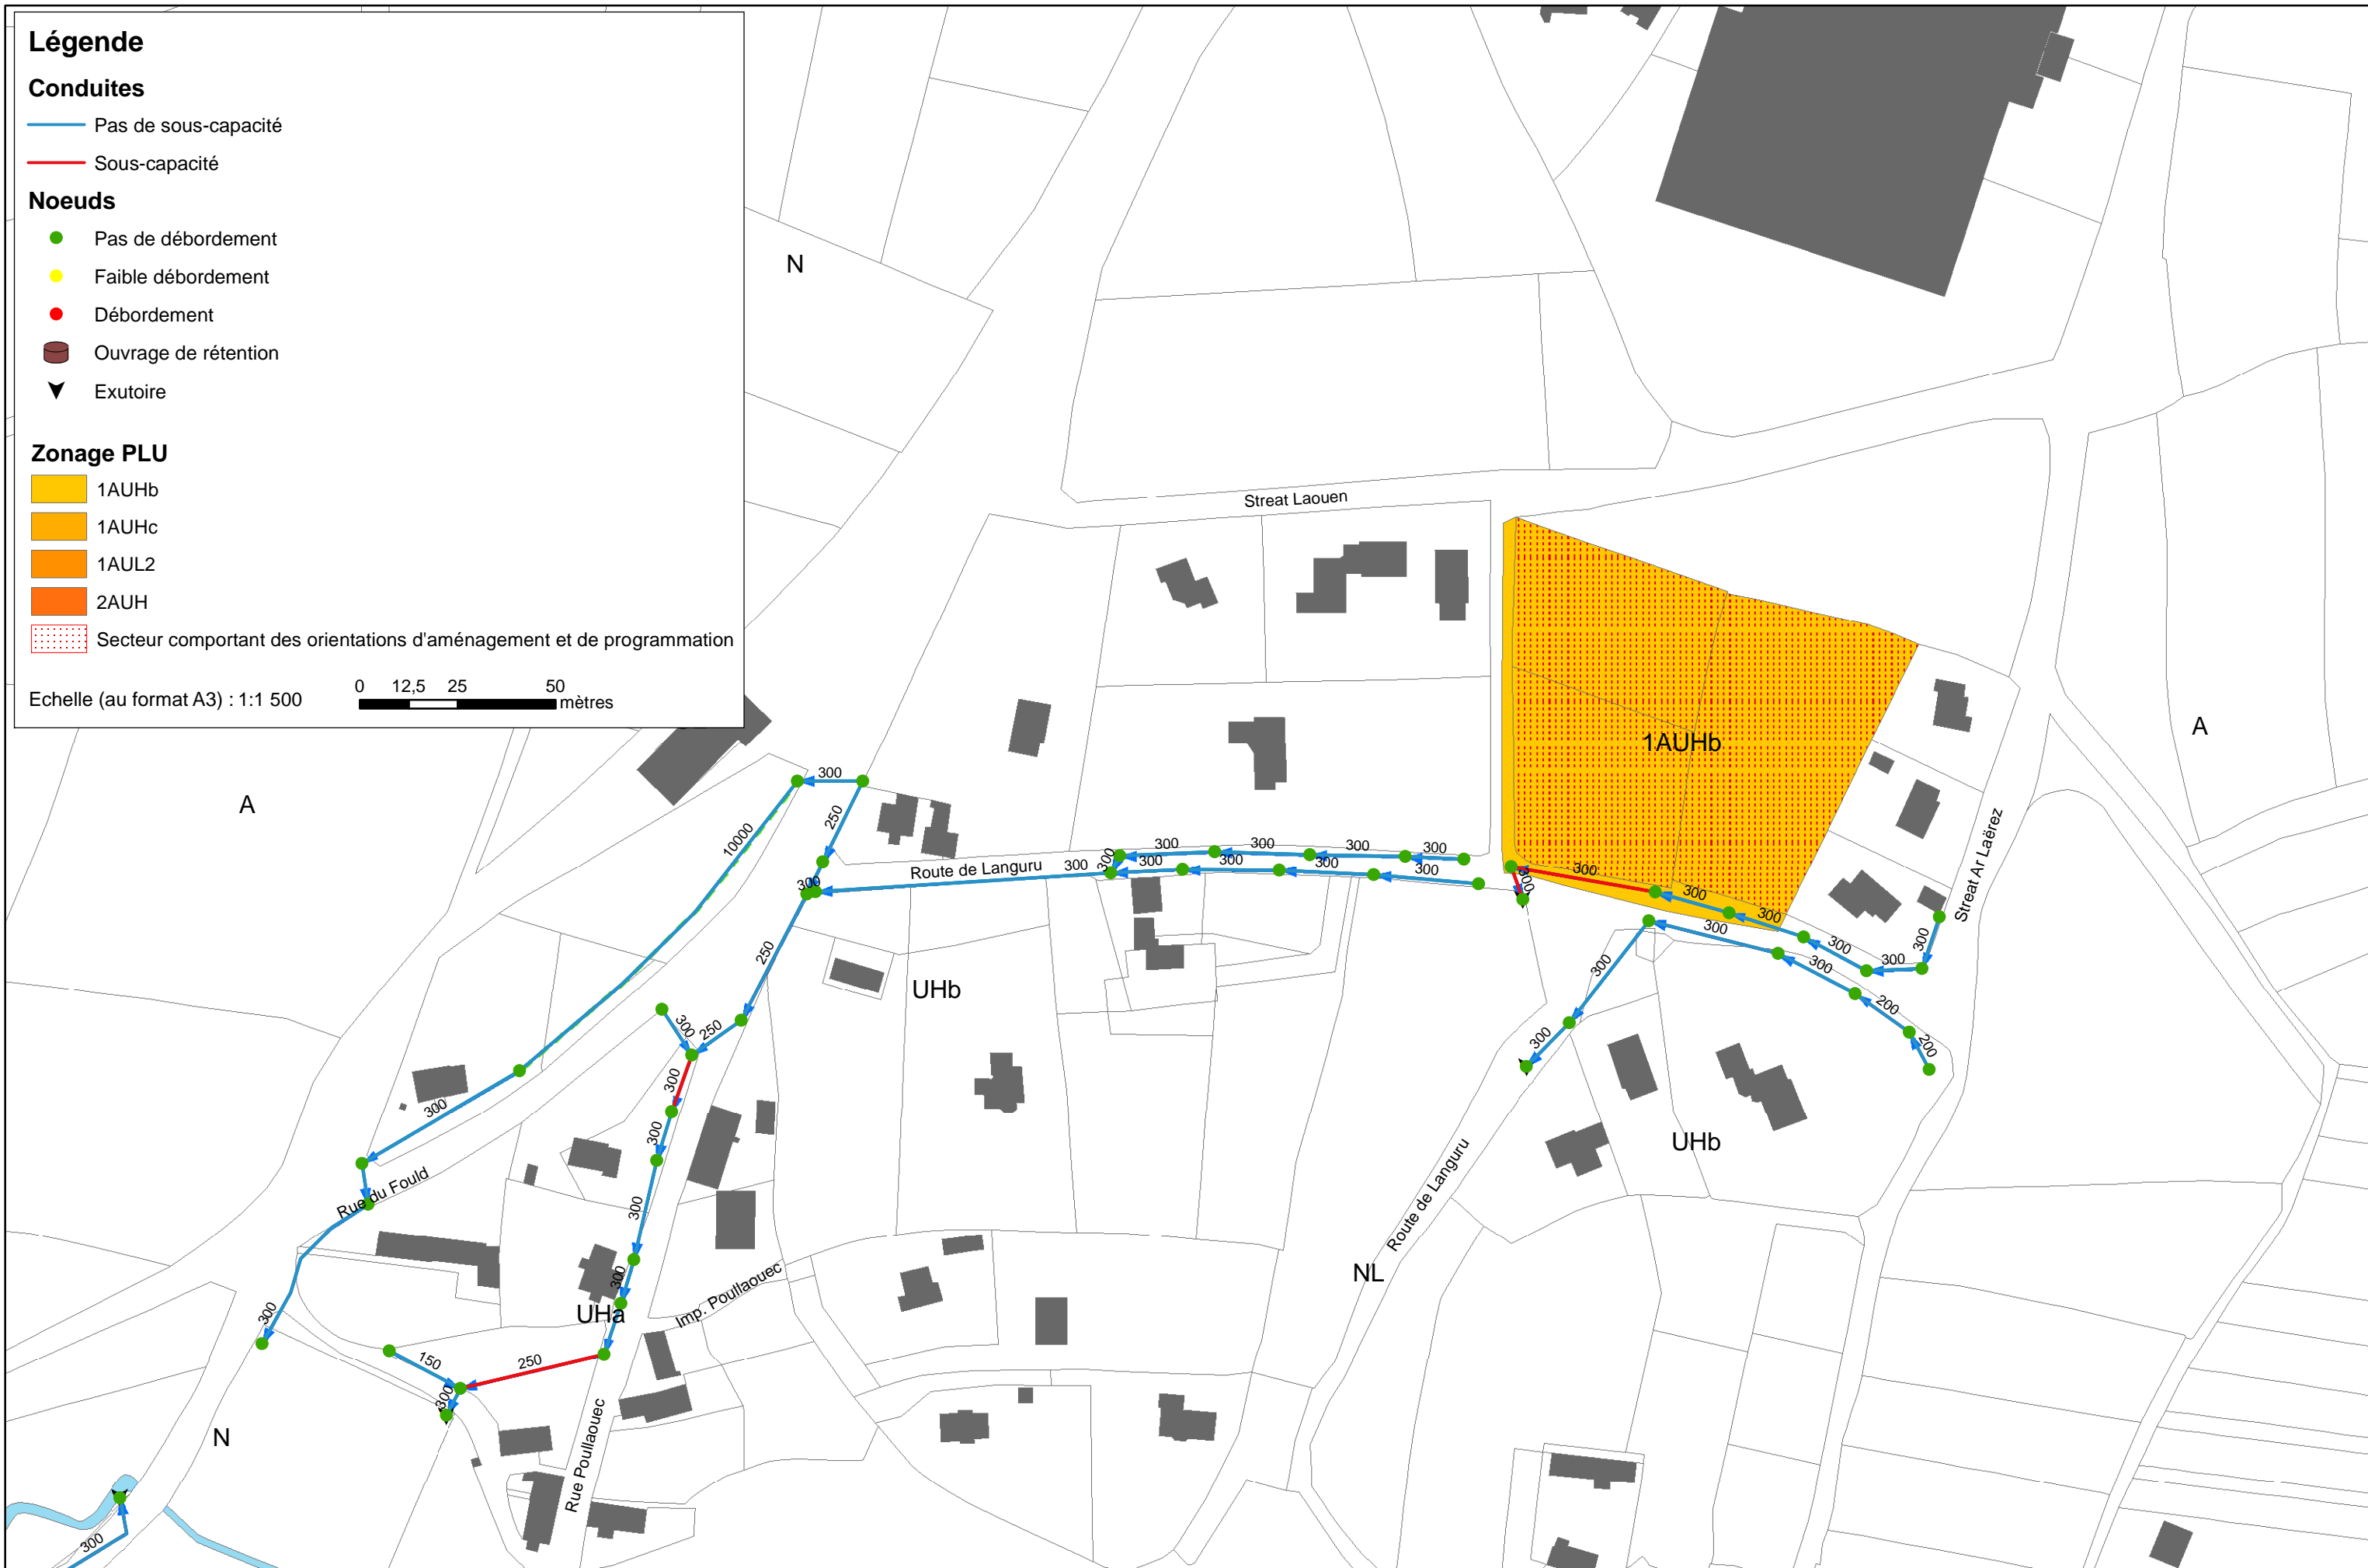 Légende
Conduites
Pas de sous-capacité
Sous-capacité
Noeuds
Pas de débordement
Faible débordement
Débordement
Ouvrage de rétention
Exutoire
Zonage PLU
1AUHb
1AUHc
1AUL2
2AUH
Secteur comportant des orientations d'aménagement et de programmation
Echelle (au format A3) : 1:1 500
0 12,5 25 50
mètres
N
Streat Laouen
A
1AUHb
A
300
250
10000
300 300 300 300
Route de Languru 300 300 300 300 300 300
300
300 300
300 300
Streat Ar Laërez
300
300
300
300
300
200
200
300
300
250
UHb
300
250
300
300
300
300
300
UHb
Rue du Fould
Route de Languru
NL
Imp. Poullaouec
UHa
300
150
250
300
Rue Poullaouec
N
300